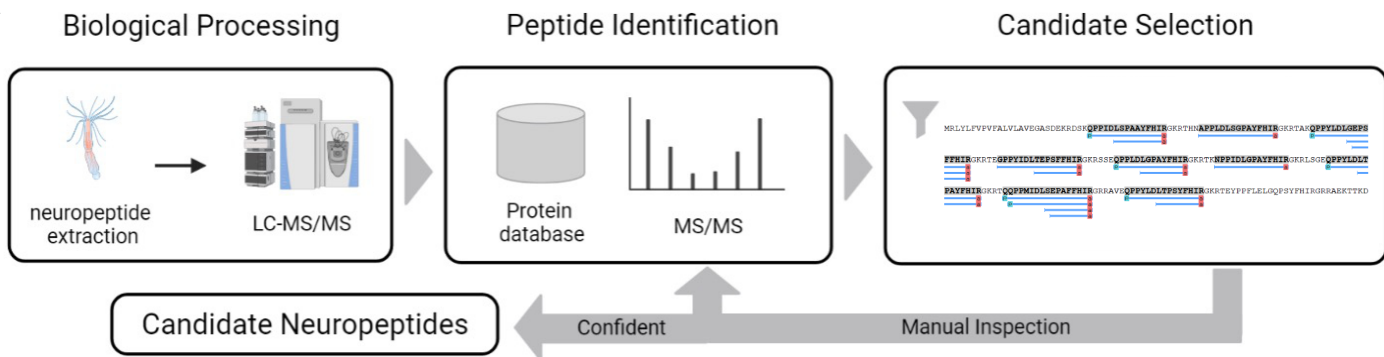 Biological Processing
Peptide Identification
Candidate Selection
neuropeptide
extraction
LC-MS/MS
Protein
database
MS/MS
MRLYLFVPVFALVLAVEGASDEKRDSKQPPIDLSPAAYFHIRGKRTHNAPPLDLSGPAYFHIRGKRTAKQPPYLDLGEPS
FFHIRGKRTEGPPYIDLTEPSFFHIRGKRSSEQPPLDLGPAYFHIRGKRTKNPPIDLGPAYFHIRGKRLSGEQPPYLDLT
PAYFHIRGKRTQQPPMIDLSEPAFFHIRGRRAVEQPPYLDLTPSYFHIRGKRTEYPPFLELGQPSYFHIRGRRAEKTTKD
Candidate Neuropeptides
Confident
Manual Inspection